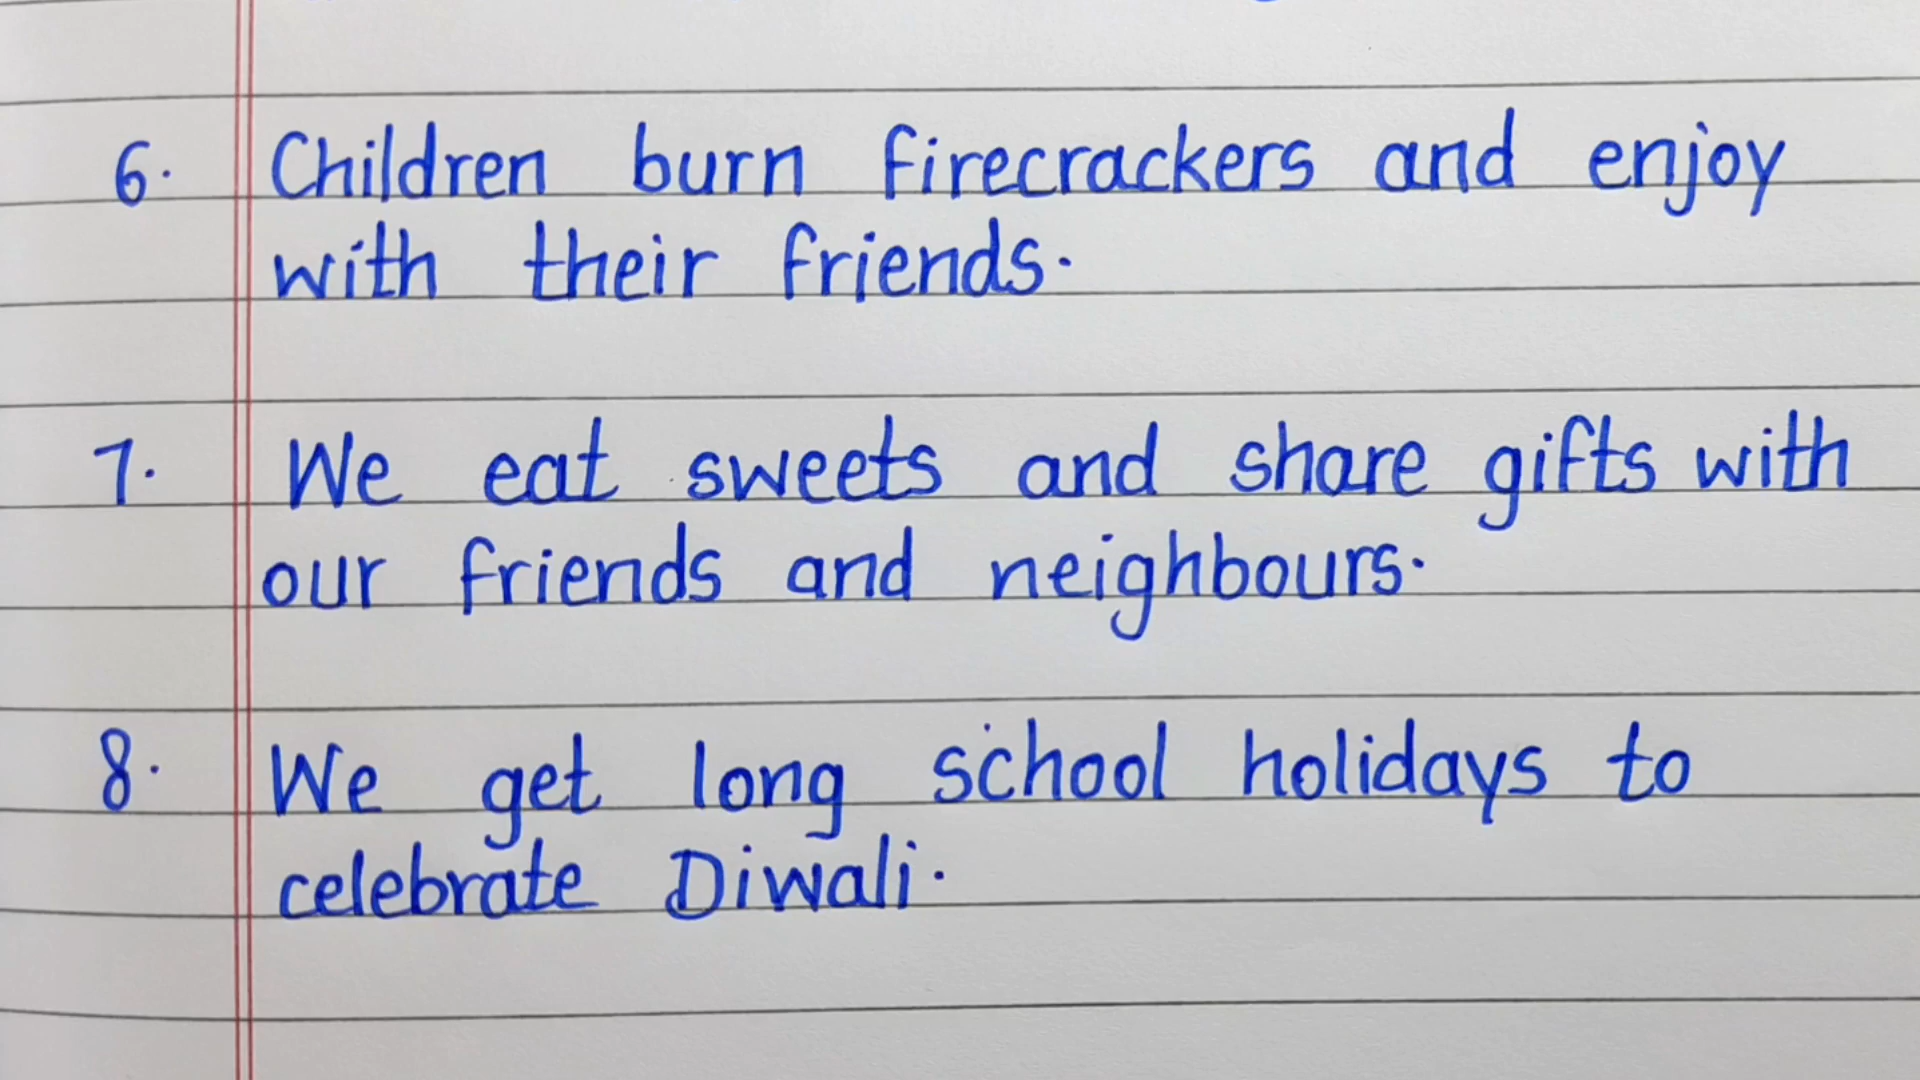 6. Children burn firecrackers and enjoy
with their friends.
7. We eat sweets and share gifts with
our friends and neighbours.
8. We get long school holidays to
celebrate Diwali.